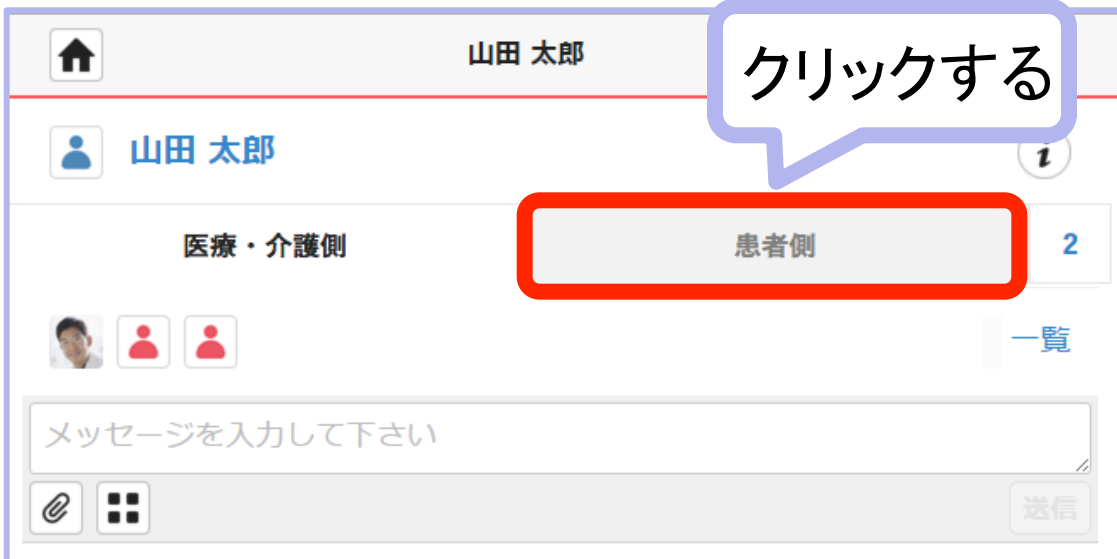 山田 太郎
クリックする
山田 太郎
i
医療・介護側
患者側
2
一覧
メッセージを入力して下さい
送信